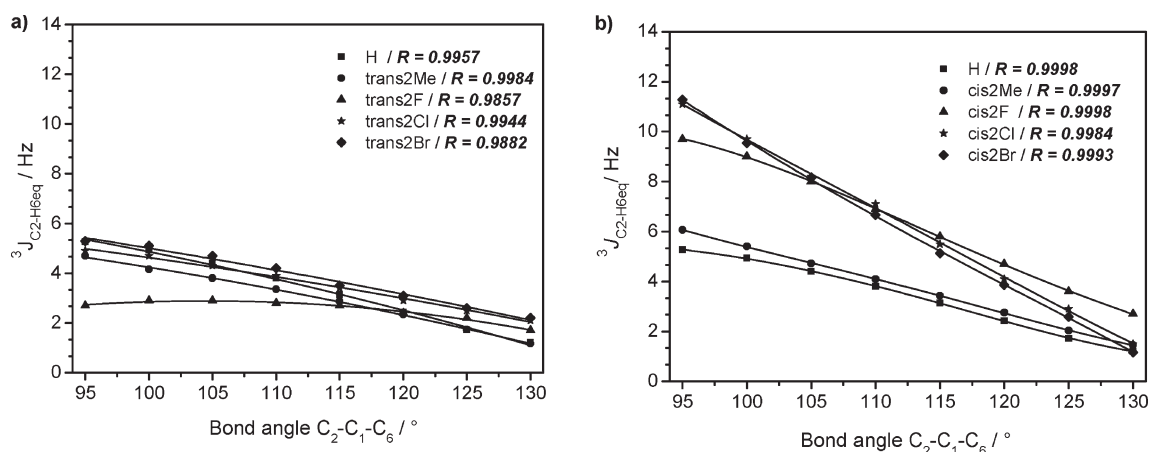 a)
14
12
10
8
6
4
2
0
³J_C2-H6eq / Hz
H / R = 0.9957
trans2Me / R = 0.9984
trans2F / R = 0.9857
trans2Cl / R = 0.9944
trans2Br / R = 0.9882
95 100 105 110 115 120 125 130
Bond angle C₂-C₁-C₆ / °
b)
14
12
10
8
6
4
2
0
³J_C2-H6eq / Hz
H / R = 0.9998
cis2Me / R = 0.9997
cis2F / R = 0.9998
cis2Cl / R = 0.9984
cis2Br / R = 0.9993
95 100 105 110 115 120 125 130
Bond angle C₂-C₁-C₆ / °